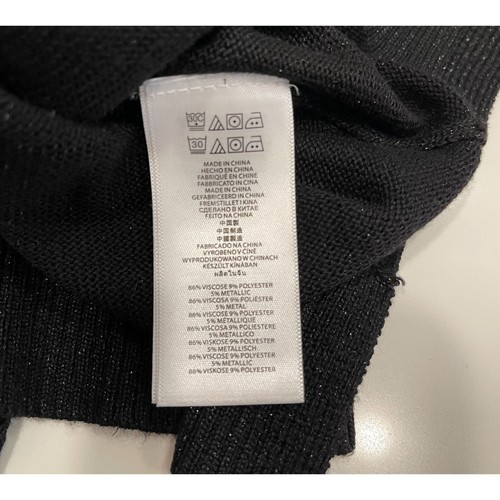 30
MADE IN CHINA
HECHO EN CHINA
FABRIQUÉ EN CHINE
FABBRICATO IN CINA
MADE IN CHINA
GEFABRICEERD IN CHINA
FREMSTILLET I KINA
СДЕЛАНО В КИТАЕ
FEITO NA CHINA
中国製
中国制造
中國製造
FABRICADO NA CHINA
VYROBENO V CÍNE
WYPRODUKOWANO W CHINACH
KÉSZÜLT KÍNÁBAN
ผลิตในจีน
86% VISCOSE 9% POLYESTER
5% METALLIC
86% VISCOSA 9% POLIÉSTER
5% METAL
86% VISCOSE 9% POLYESTER
5% MÉTALLIQUE
86% VISCOSA 9% POLIESTERE
5% METALLICO
86% VISKOSE 9% POLYESTER
5% METALLISCH
86% VISCOSE 9% POLYESTER
86% VISKOSE 9% POLYESTER